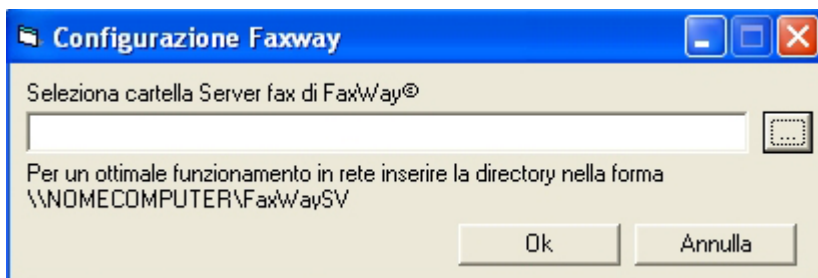 Configurazione Faxway
Seleziona cartella Server fax di FaxWay©
...
Per un ottimale funzionamento in rete inserire la directory nella forma
\\NOMECOMPUTER\FaxWaySV
Ok Annulla